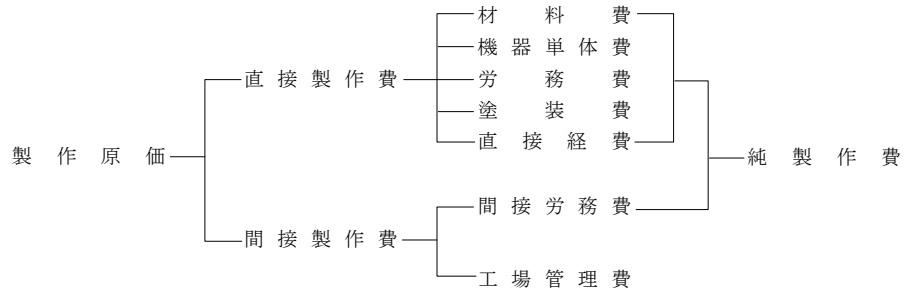 材料費
機器単体費
直接製作費
労務費
塗装費
直接経費
製作原価
純製作費
間接労務費
間接製作費
工場管理費